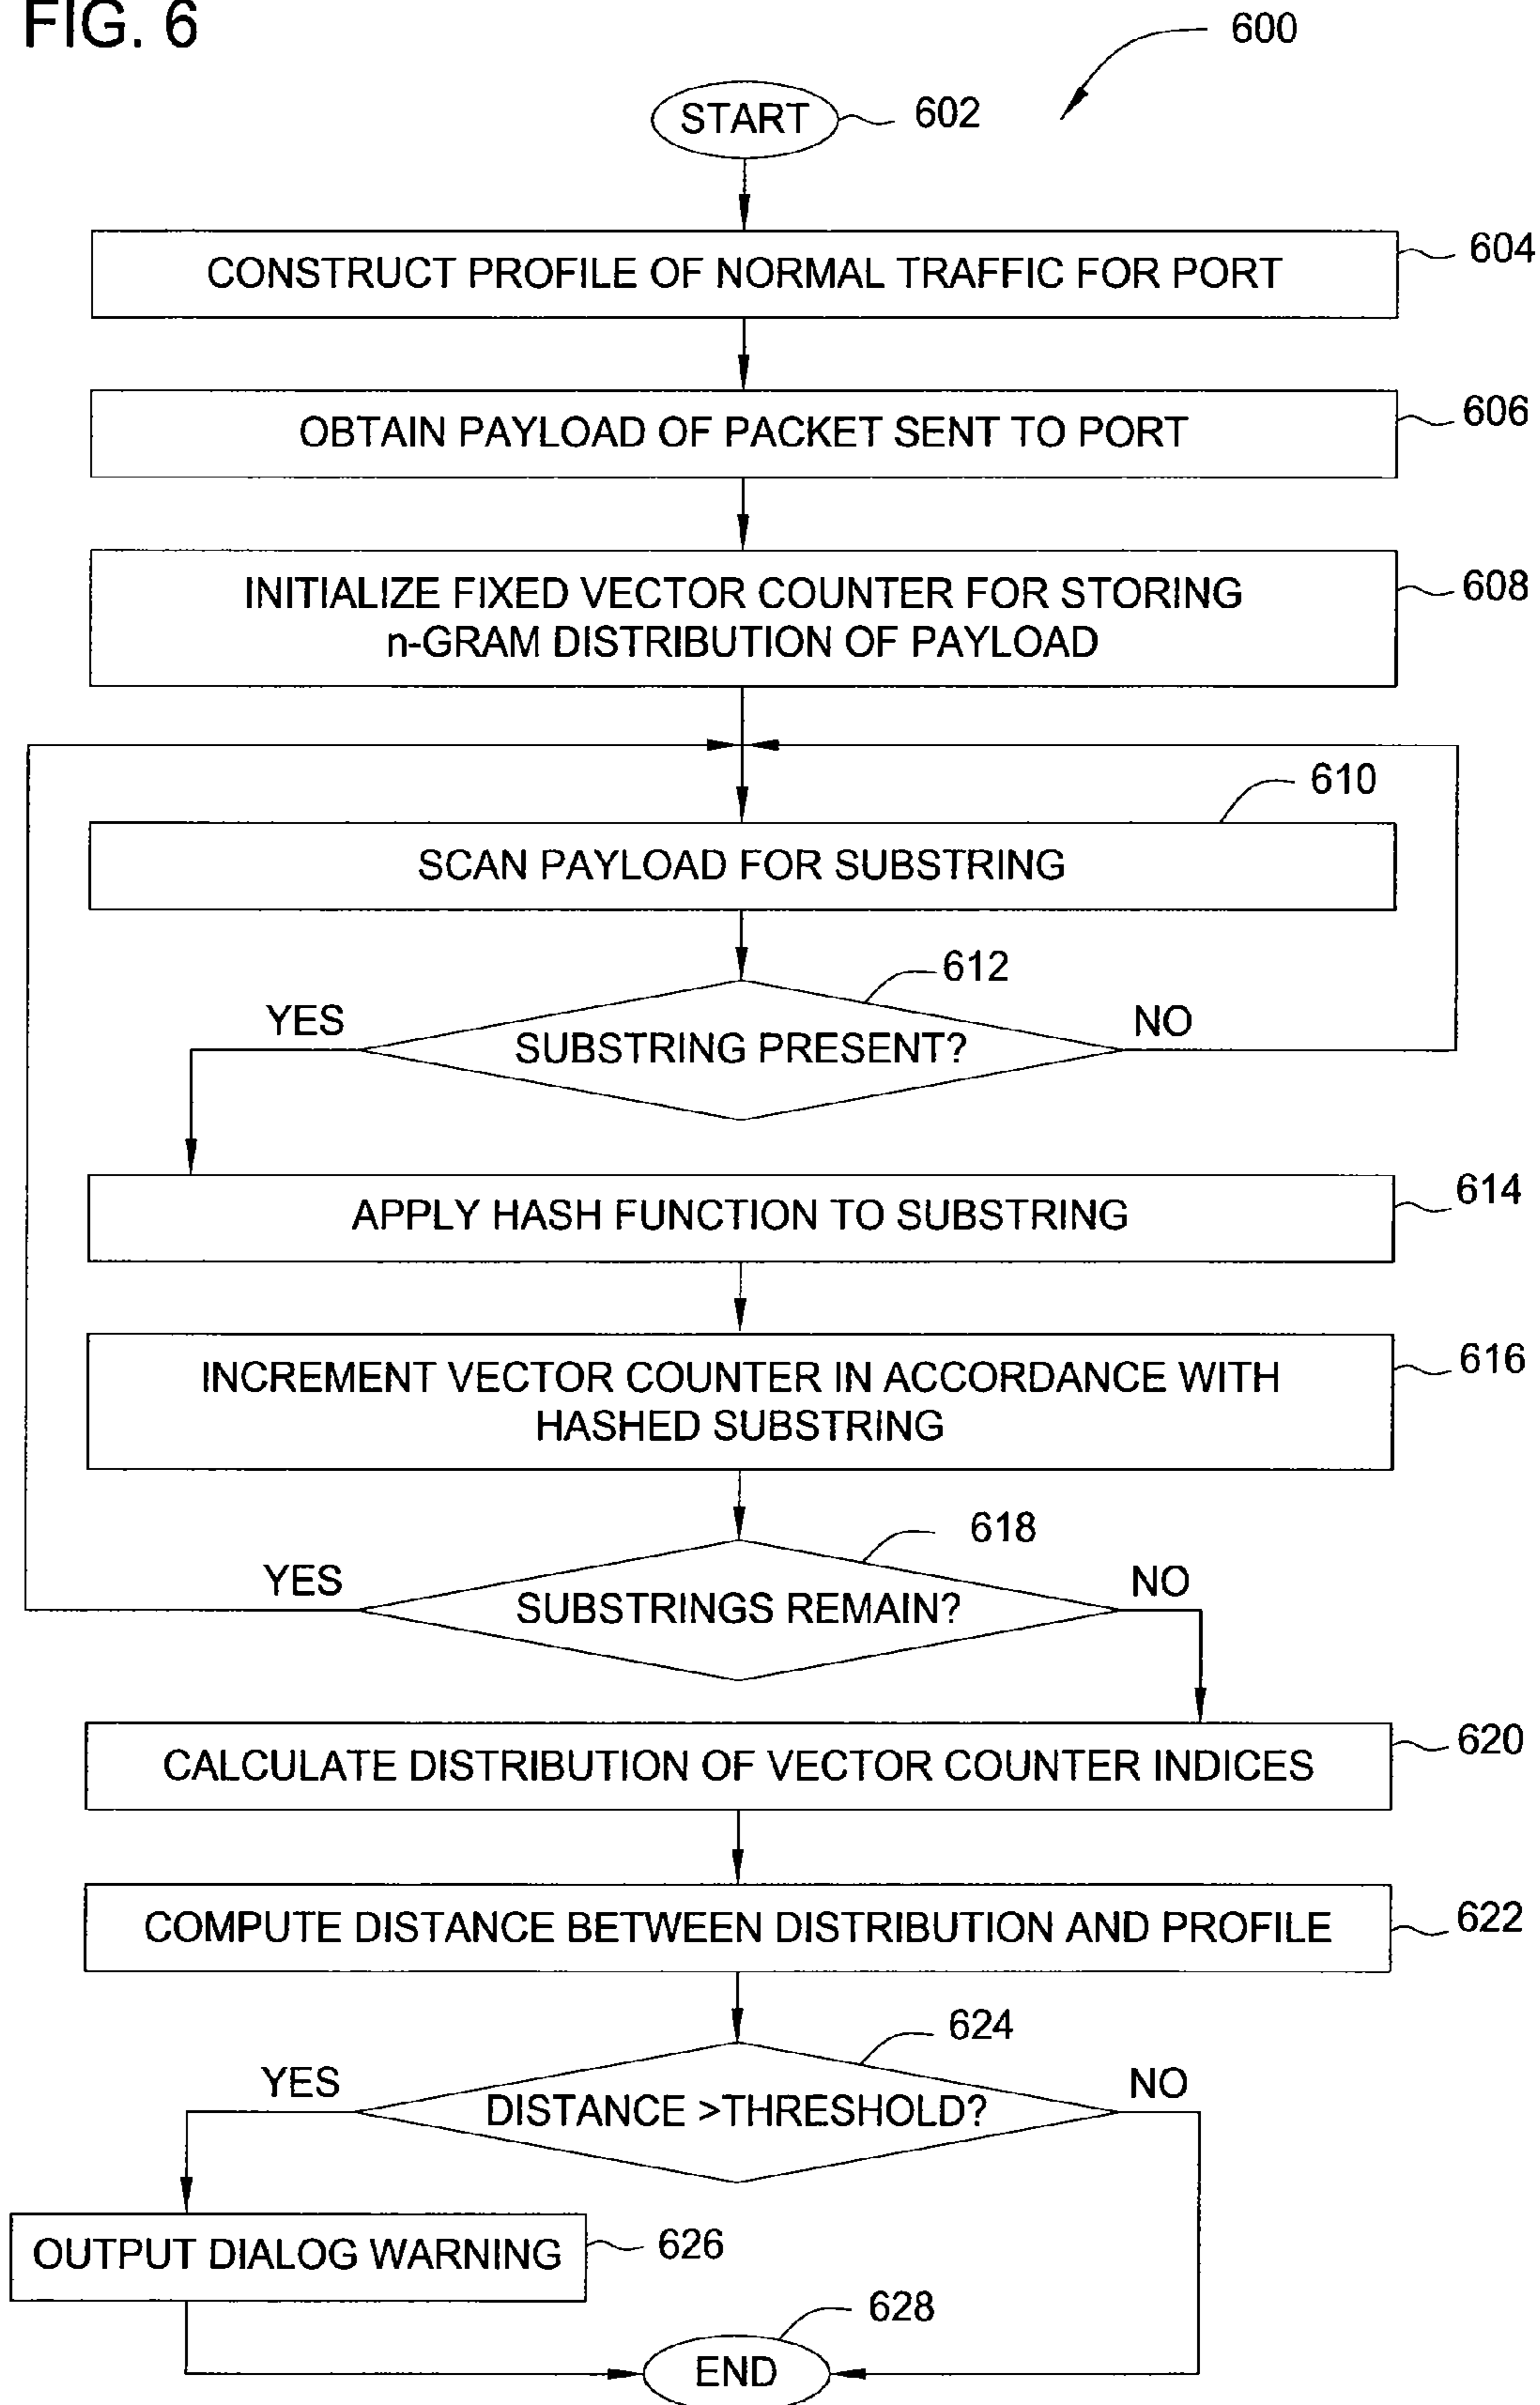 FIG. 6
600
START
602
CONSTRUCT PROFILE OF NORMAL TRAFFIC FOR PORT
604
OBTAIN PAYLOAD OF PACKET SENT TO PORT
606
INITIALIZE FIXED VECTOR COUNTER FOR STORING
n-GRAM DISTRIBUTION OF PAYLOAD
608
610
SCAN PAYLOAD FOR SUBSTRING
612
YES
SUBSTRING PRESENT?
NO
APPLY HASH FUNCTION TO SUBSTRING
614
INCREMENT VECTOR COUNTER IN ACCORDANCE WITH
HASHED SUBSTRING
616
618
YES
SUBSTRINGS REMAIN?
NO
CALCULATE DISTRIBUTION OF VECTOR COUNTER INDICES
620
COMPUTE DISTANCE BETWEEN DISTRIBUTION AND PROFILE
622
624
YES
DISTANCE >THRESHOLD?
NO
OUTPUT DIALOG WARNING
626
628
END